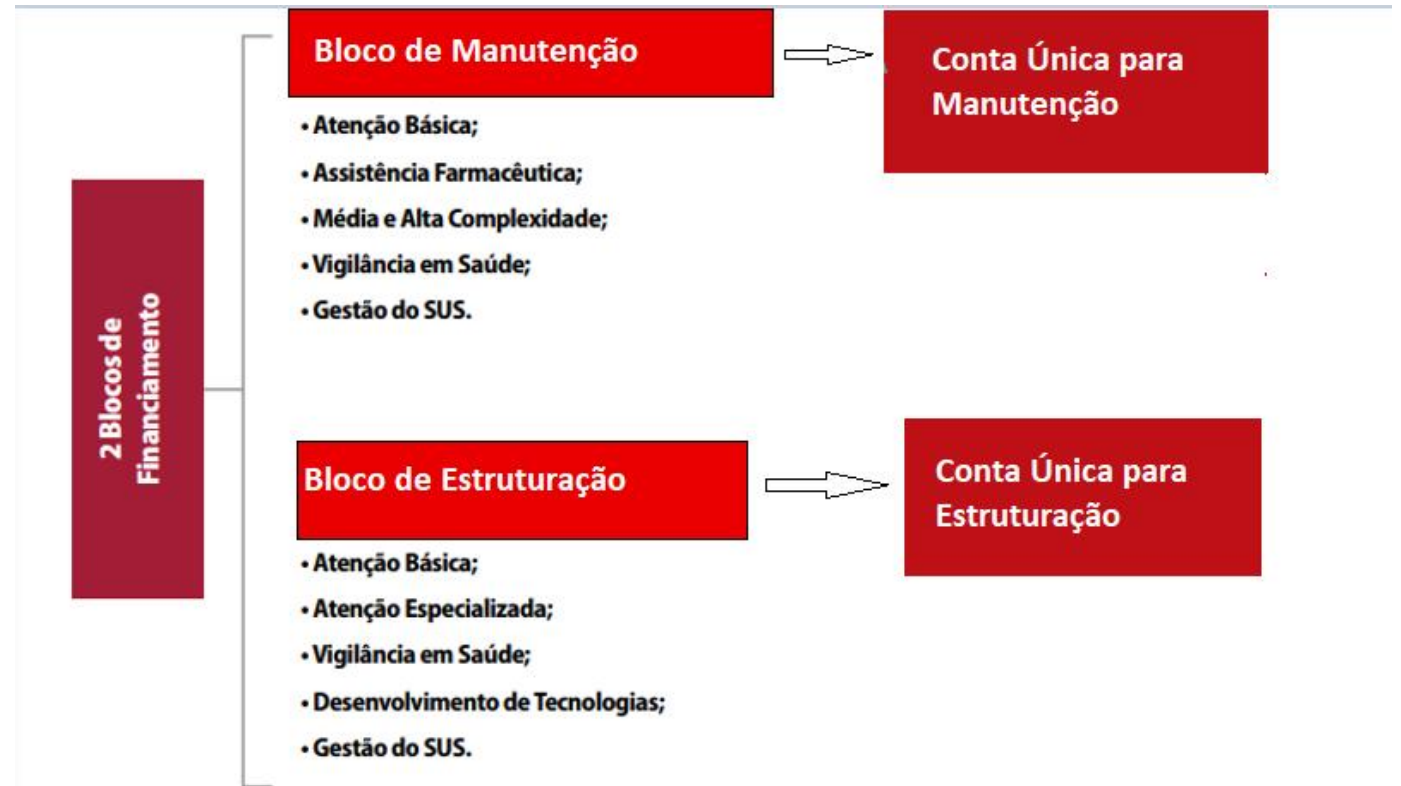 2 Blocos de
Financiamento
Bloco de Manutenção
Conta Única para
Manutenção
• Atenção Básica;
• Assistência Farmacêutica;
• Média e Alta Complexidade;
• Vigilância em Saúde;
• Gestão do SUS.
Bloco de Estruturação
Conta Única para
Estruturação
• Atenção Básica;
• Atenção Especializada;
• Vigilância em Saúde;
• Desenvolvimento de Tecnologias;
• Gestão do SUS.